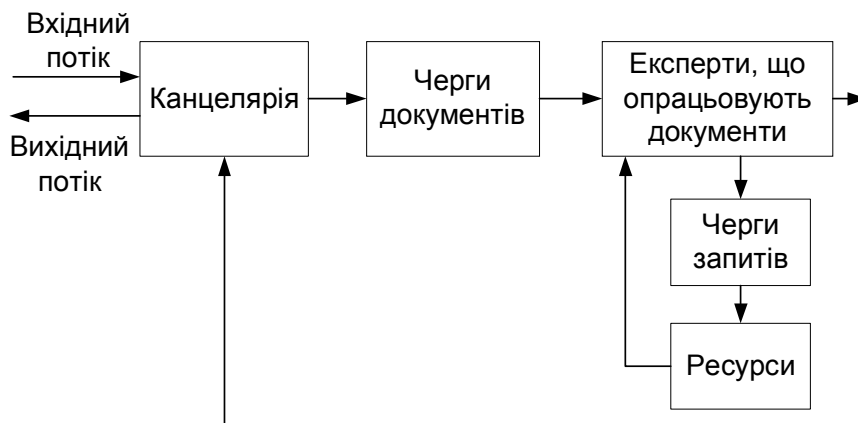 Вхідний
потік
Вихідний
потік
Канцелярія
Черги
документів
Експерти, що
опрацьовують
документи
Черги
запитів
Ресурси